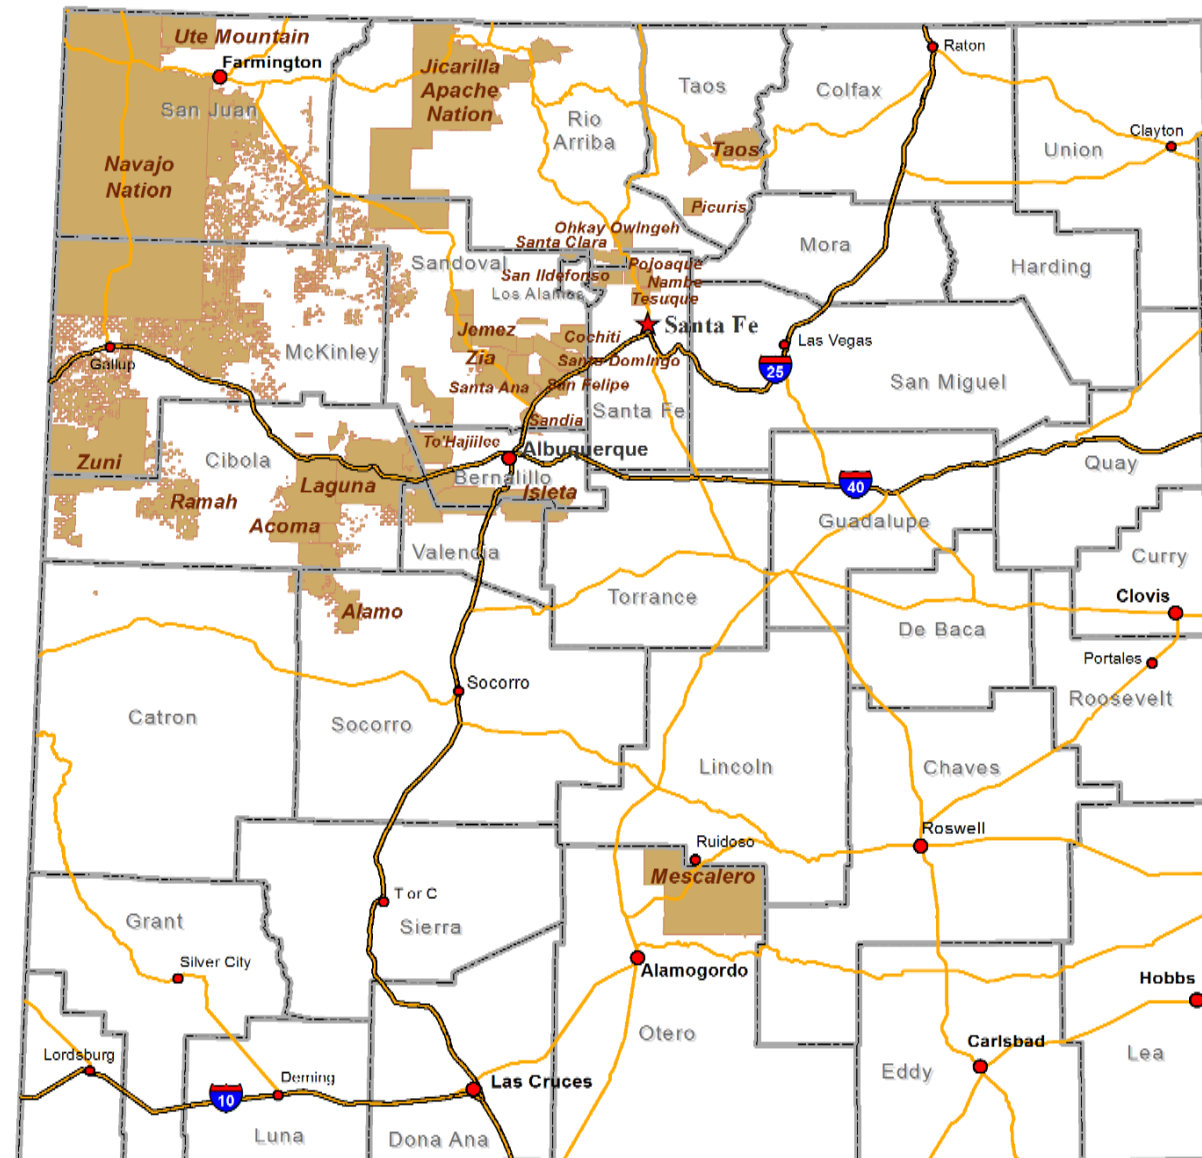 Ute Mountain
Farmington
San Juan
Navajo
Nation
Jicarilla
Apache
Nation
Rio
Arriba
Taos
Taos
Colfax
Raton
Clayton
Union
Picuris
Ohkay Owingeh
Santa Clara
Sandoval
San Ildefonso
Los Alamos
Pojoaque
Nambe
Tesuque
Mora
Harding
McKinley
Gallup
Jemez
Zia
Cochiti
Santo Domingo
Santa Ana
San Felipe
Sandia
Santa Fe
Santa Fe
Las Vegas
25
San Miguel
To'Hajiilee
Albuquerque
Bernalillo
Zuni
Cibola
Ramah
Laguna
Acoma
Isleta
Valencia
40
Guadalupe
Quay
Curry
Clovis
Alamo
Torrance
De Baca
Portales
Roosevelt
Socorro
Socorro
Catron
Lincoln
Chaves
Roswell
Ruidoso
Mescalero
T or C
Sierra
Grant
Silver City
Alamogordo
Hobbs
Otero
Carlsbad
Eddy
Lea
Lordsburg
10
Deming
Las Cruces
Luna
Dona Ana